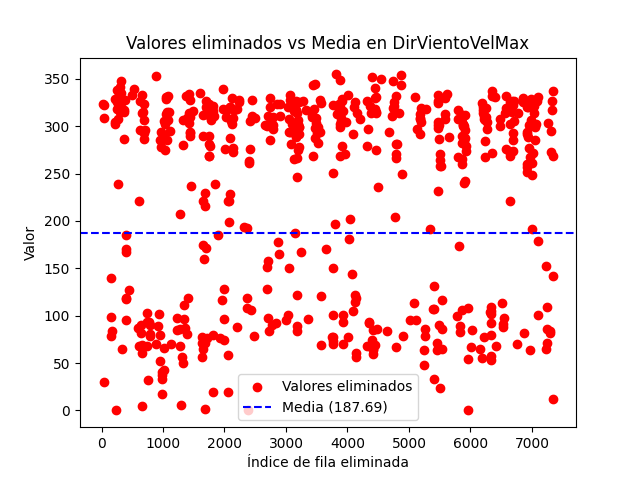 Valores eliminados vs Media en DirVientoVelMax
Valor
350
300
250
200
150
100
50
0
0 1000 2000 3000 4000 5000 6000 7000
Índice de fila eliminada
Valores eliminados
Media (187.69)